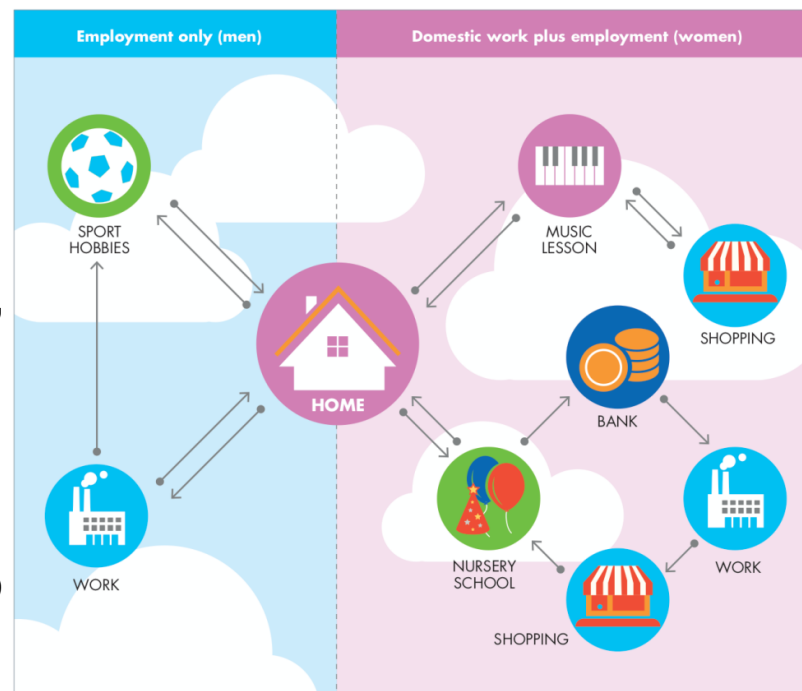 Employment only (men)
Domestic work plus employment (women)
SPORT
HOBBIES
MUSIC
LESSON
SHOPPING
HOME
BANK
WORK
NURSERY
SCHOOL
WORK
SHOPPING